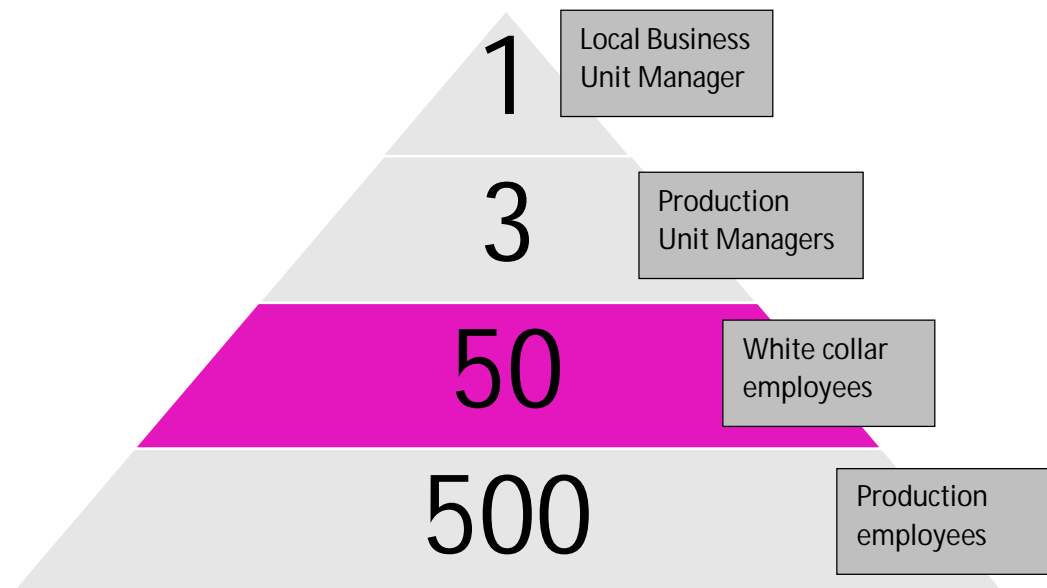 1
Local Business
Unit Manager
3
Production
Unit Managers
50
White collar
employees
500
Production
employees